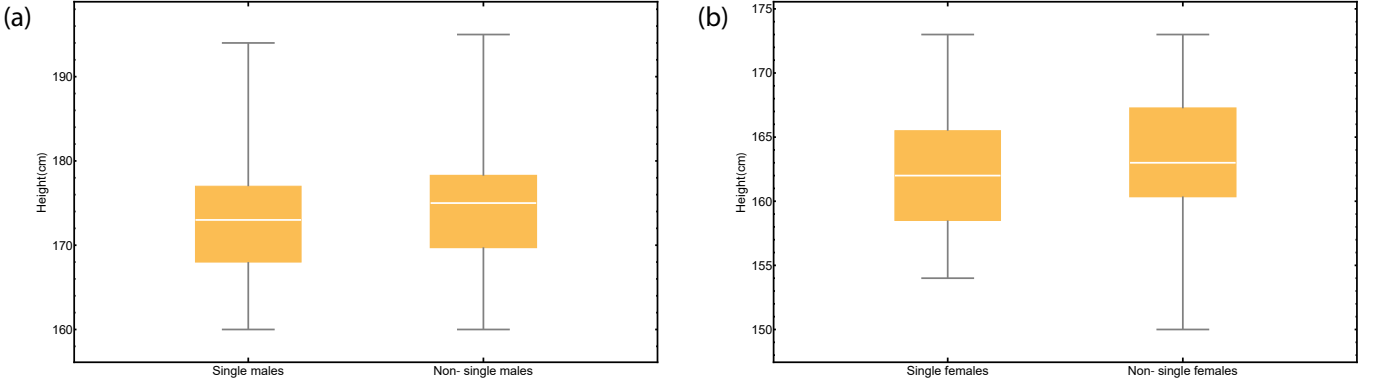 (a)
Height(cm)
190
180
170
160
Single males
Non- single males
(b)
Height(cm)
175
170
165
160
155
150
Single females
Non- single females